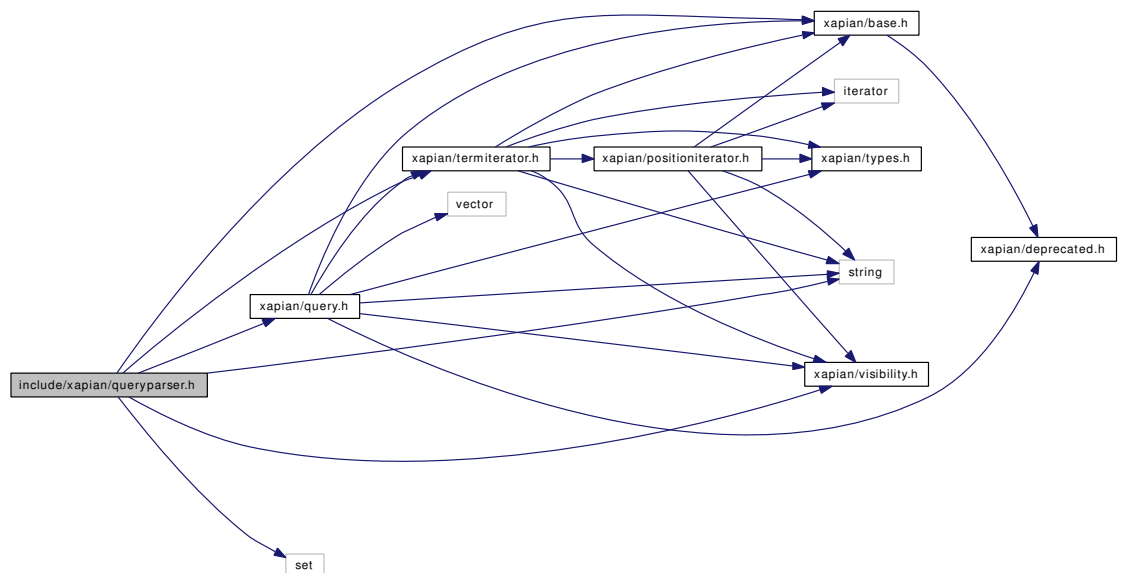 xapian/base.h
iterator
xapian/termiterator.h
xapian/positioniterator.h
xapian/types.h
vector
xapian/deprecated.h
string
xapian/query.h
xapian/visibility.h
include/xapian/queryparser.h
set